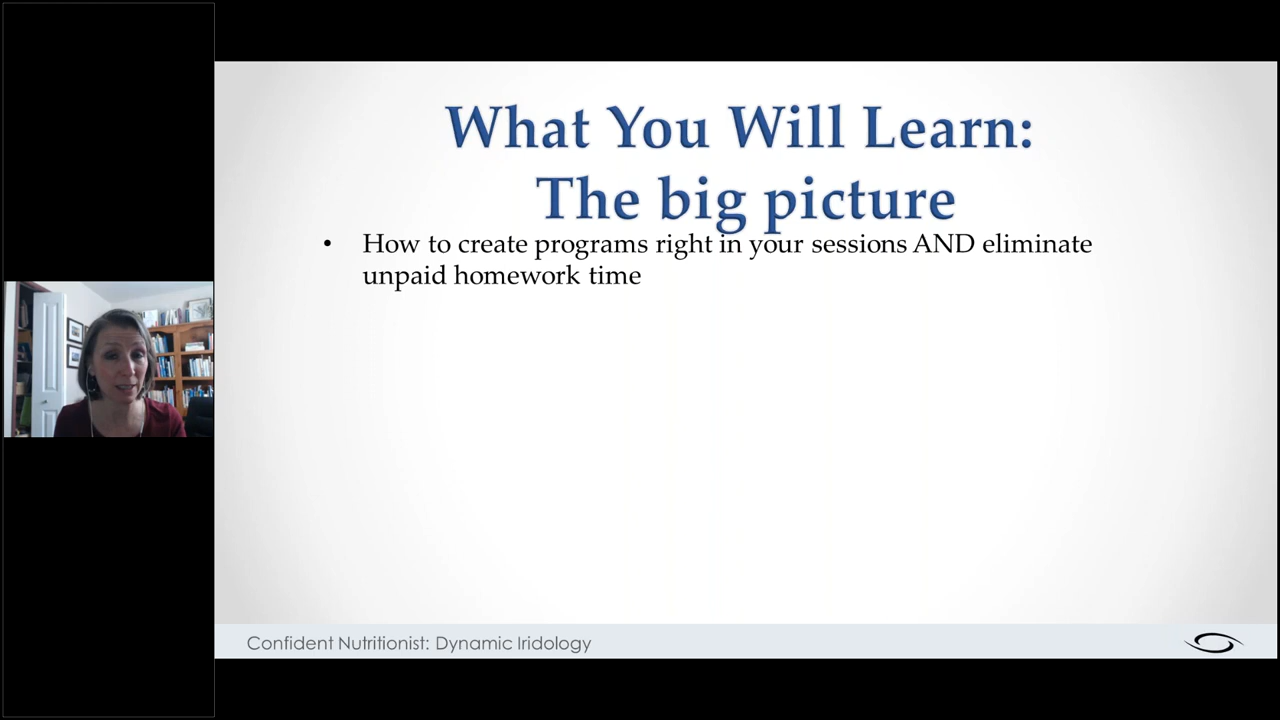 What You Will Learn:
The big picture
• How to create programs right in your sessions AND eliminate
unpaid homework time
Confident Nutritionist: Dynamic Iridology